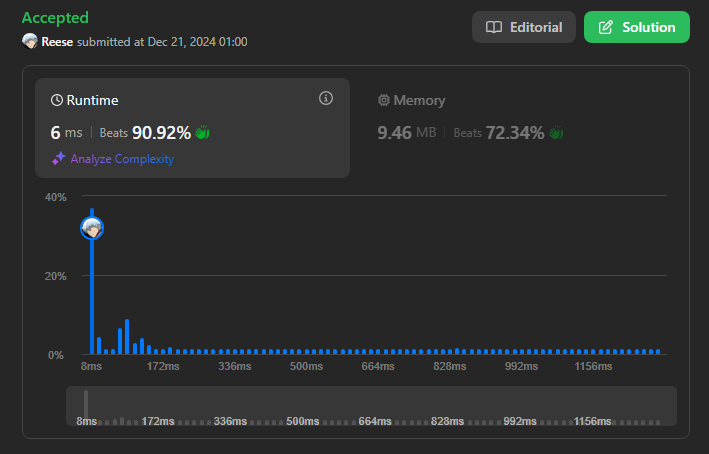 Accepted
Reese submitted at Dec 21, 2024 01:00
Editorial
Solution
Runtime
6 ms Beats 90.92%
Analyze Complexity
Memory
9.46 MB Beats 72.34%
40%
20%
0%
8ms 172ms 336ms 500ms 664ms 828ms 992ms 1156ms
8ms 172ms 336ms 500ms 664ms 828ms 992ms 1156ms